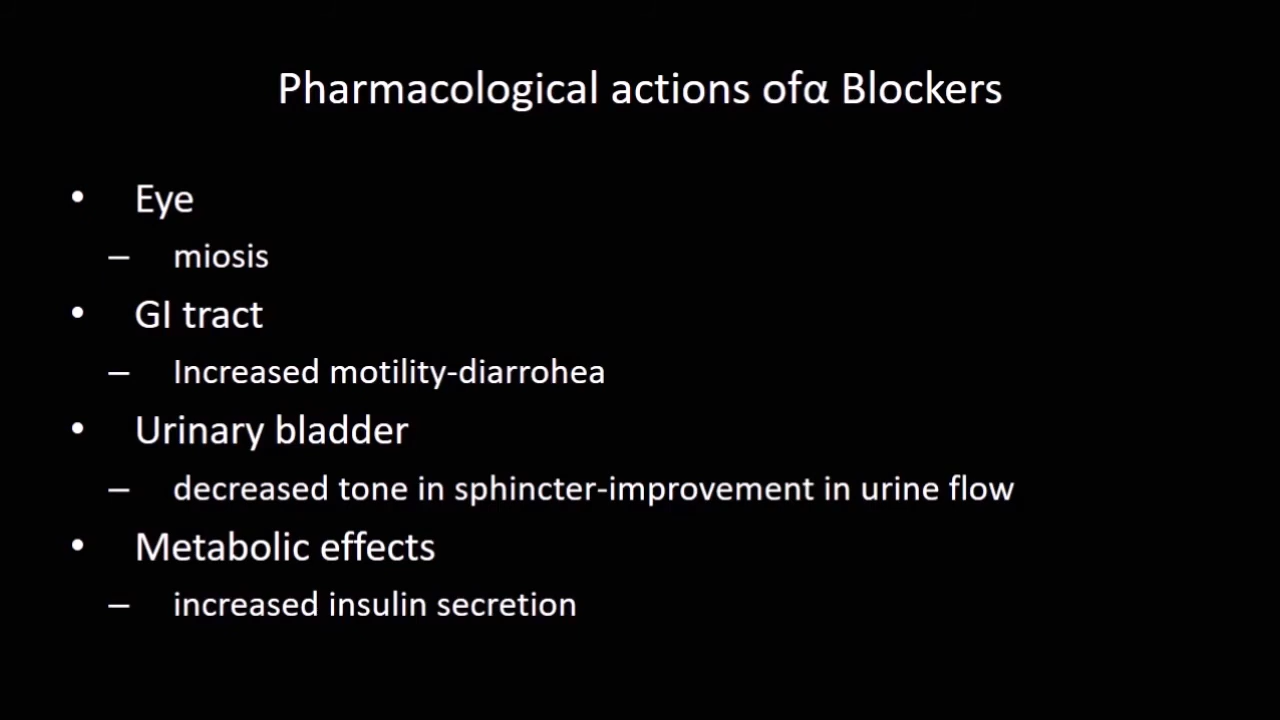 Pharmacological actions ofα Blockers
• Eye
– miosis
• GI tract
– Increased motility-diarrohea
• Urinary bladder
– decreased tone in sphincter-improvement in urine flow
• Metabolic effects
– increased insulin secretion